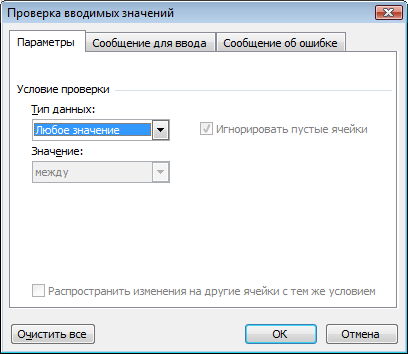 Проверка вводимых значений
Параметры
Сообщение для ввода
Сообщение об ошибке
Условие проверки
Тип данных:
Любое значение
Игнорировать пустые ячейки
Значение:
между
Распространить изменения на другие ячейки с тем же условием
Очистить все
ОК
Отмена